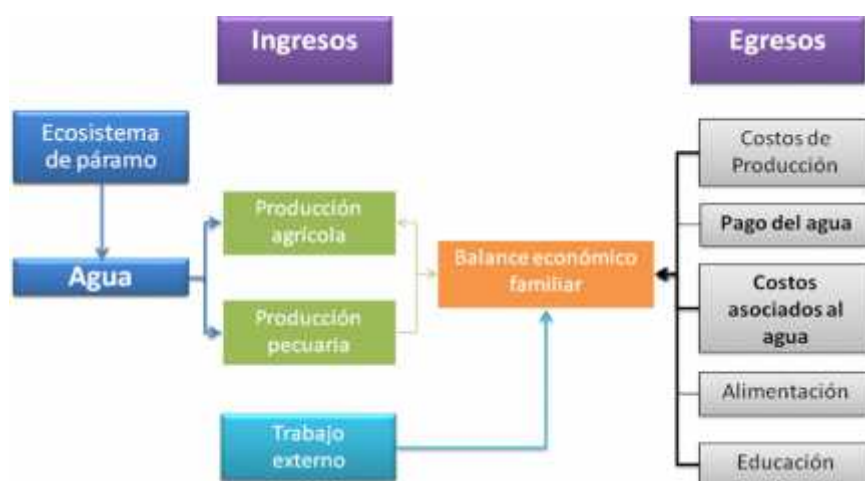 Ingresos
Egresos
Ecosistema
de páramo
Agua
Producción
agrícola
Producción
pecuaria
Trabajo
externo
Balance económico
familiar
Costos de
Producción
Pago del agua
Costos
asociados al
agua
Alimentación
Educación